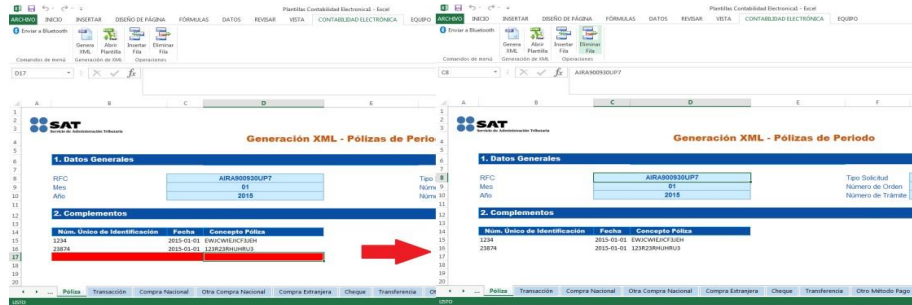 Plantillas Contabilidad Electronica1 - Excel
ARCHIVO INICIO INSERTAR DISEÑO DE PÁGINA FÓRMULAS DATOS REVISAR VISTA CONTABILIDAD ELECTRÓNICA EQUIPO
Enviar a Bluetooth
Genera XML
Abrir Plantilla
Insertar Fila
Eliminar Fila
Comandos de menú Generación de XML Operaciones
D17
A B C D E
SAT
Servicio de Administración Tributaria
Generación XML - Pólizas de Perio
1. Datos Generales
RFC AIRA900930UP7 Tipo
Mes 01 Núme
Año 2015 Núm
2. Complementos
Núm. Único de Identificación Fecha Concepto Póliza
1234 2015-01-01 EWJCWIEJICF3JEH
23874 2015-01-01 123R23RHUHRU3
... Póliza Transacción Compra Nacional Otra Compra Nacional Compra Extranjera Cheque Transferencia
LISTO
Plantillas Contabilidad Electronica1 - Excel
ARCHIVO INICIO INSERTAR DISEÑO DE PÁGINA FÓRMULAS DATOS REVISAR VISTA CONTABILIDAD ELECTRÓNICA EQUIPO
Enviar a Bluetooth
Genera XML
Abrir Plantilla
Insertar Fila
Eliminar Fila
Comandos de menú Generación de XML Operaciones
C8 AIRA900930UP7
A B C D E F
SAT
Servicio de Administración Tributaria
Generación XML - Pólizas de Periodo
1. Datos Generales
RFC AIRA900930UP7 Tipo Solicitud
Mes 01 Número de Orden
Año 2015 Número de Trámite
2. Complementos
Núm. Único de Identificación Fecha Concepto Póliza
1234 2015-01-01 EWJCWIEJICF3JEH
23874 2015-01-01 123R23RHUHRU3
... Póliza Transacción Compra Nacional Otra Compra Nacional Compra Extranjera Cheque Transferencia Otro Método Pago
LISTO